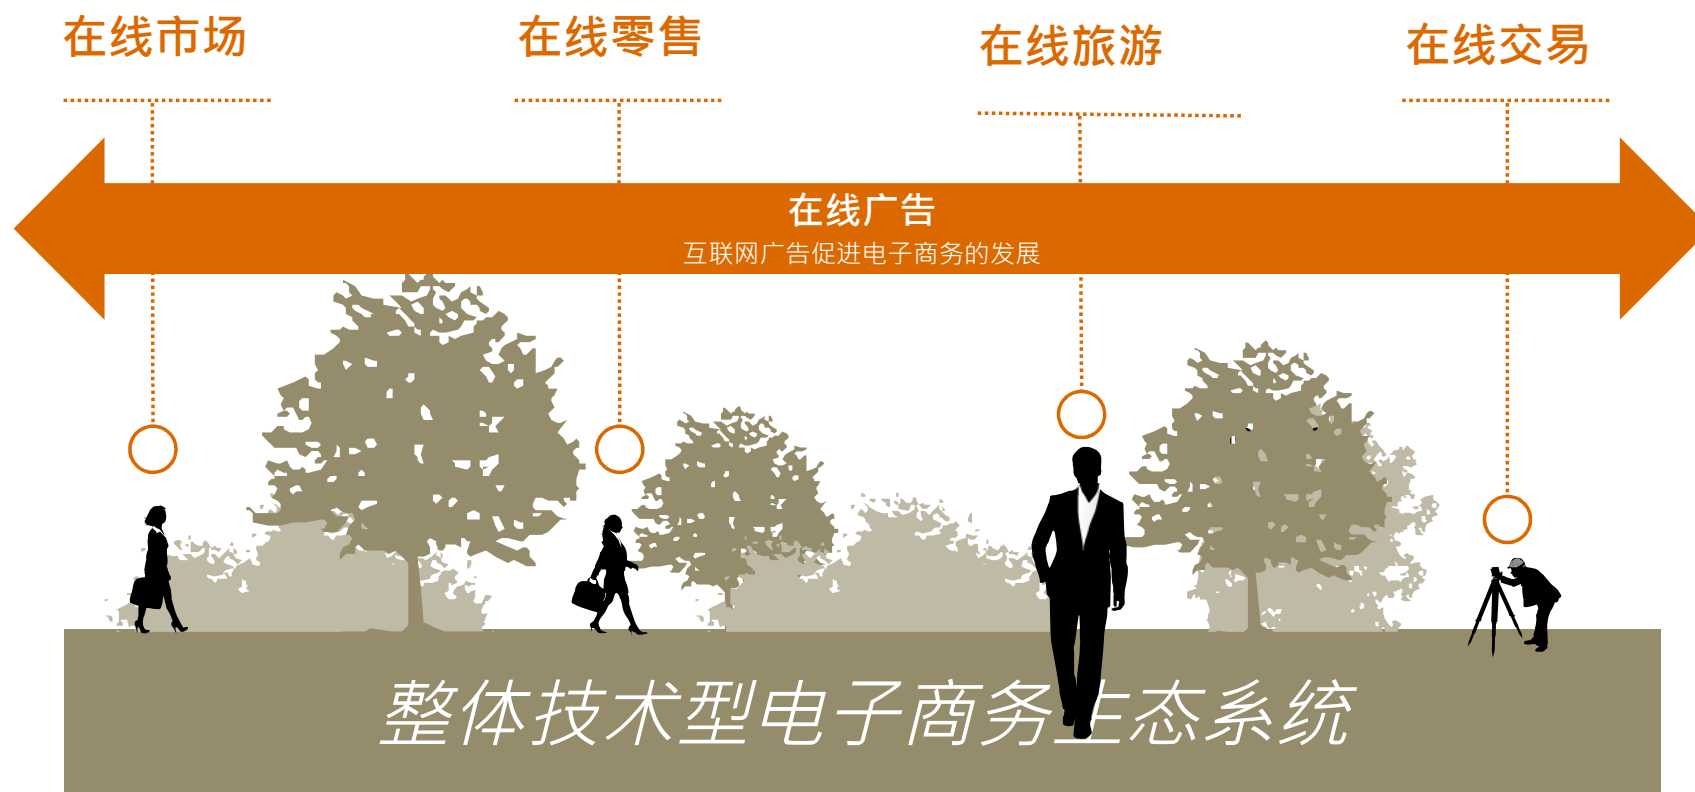 在线市场
在线零售
在线旅游
在线交易
在线广告
互联网广告促进电子商务的发展
整体技术型电子商务生态系统